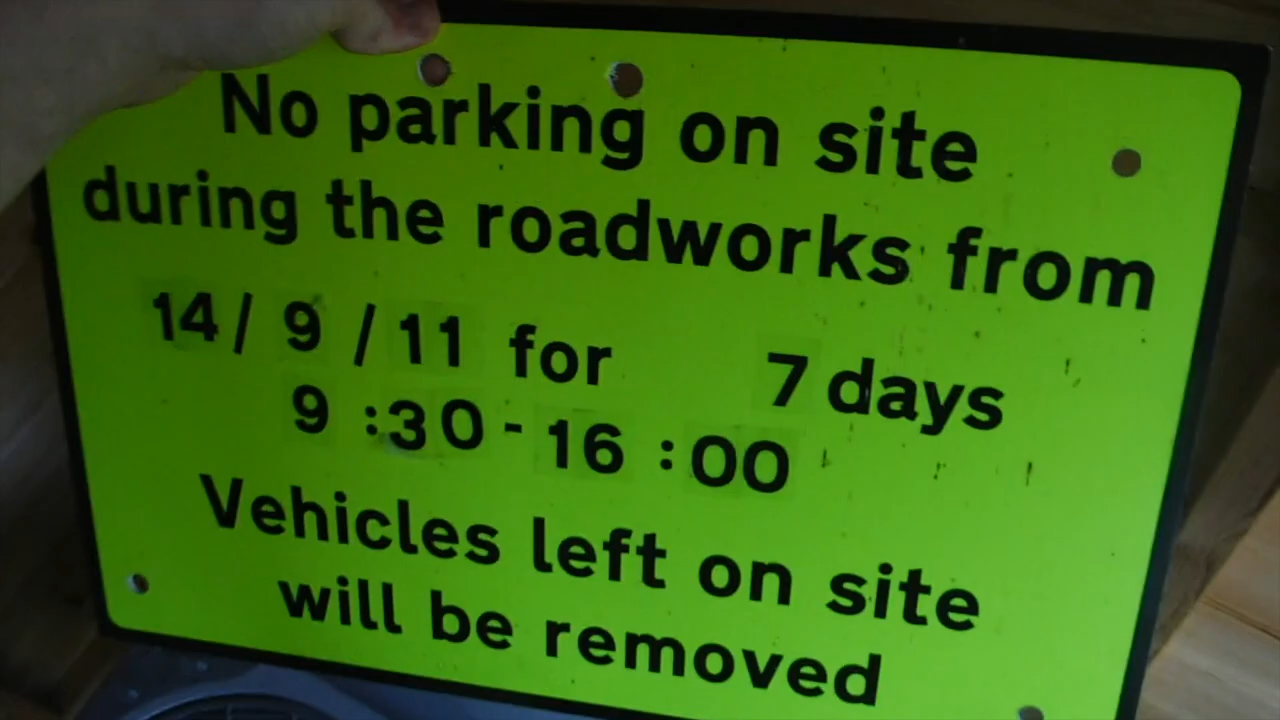 No parking on site
during the roadworks from
14/ 9 /11 for 7 days
9 :30 - 16 :00
Vehicles left on site
will be removed